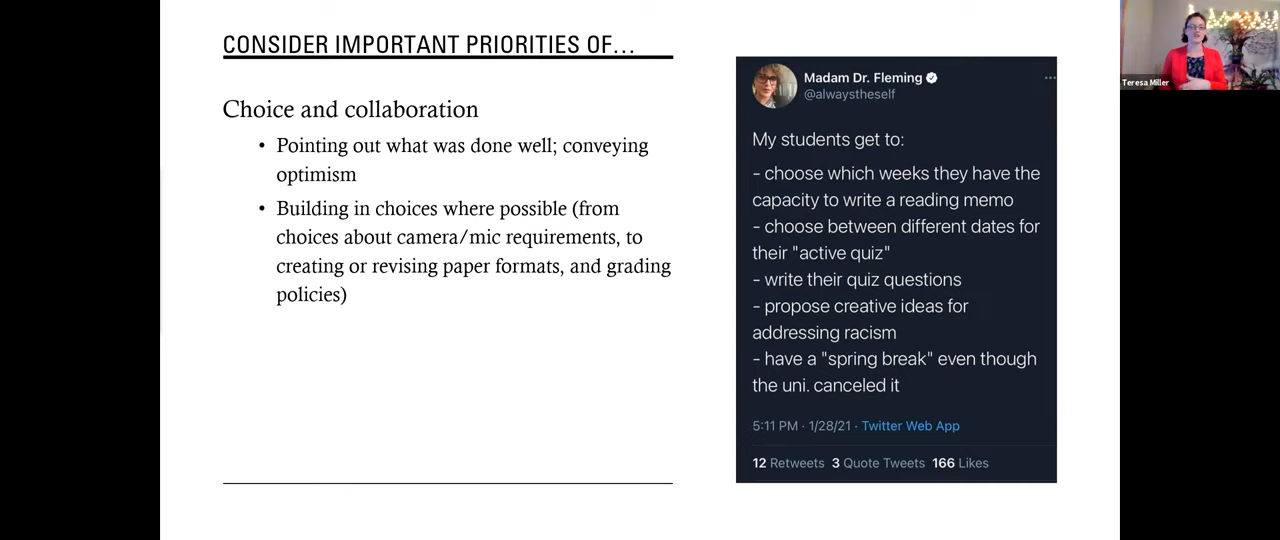 CONSIDER IMPORTANT PRIORITIES OF...
Choice and collaboration
• Pointing out what was done well; conveying
optimism
• Building in choices where possible (from
choices about camera/mic requirements, to
creating or revising paper formats, and grading
policies)
Madam Dr. Fleming
@alwaystheself
My students get to:
- choose which weeks they have the
capacity to write a reading memo
- choose between different dates for
their "active quiz"
- write their quiz questions
- propose creative ideas for
addressing racism
- have a "spring break" even though
the uni. canceled it
5:11 PM · 1/28/21 · Twitter Web App
12 Retweets 3 Quote Tweets 166 Likes
Teresa Miller